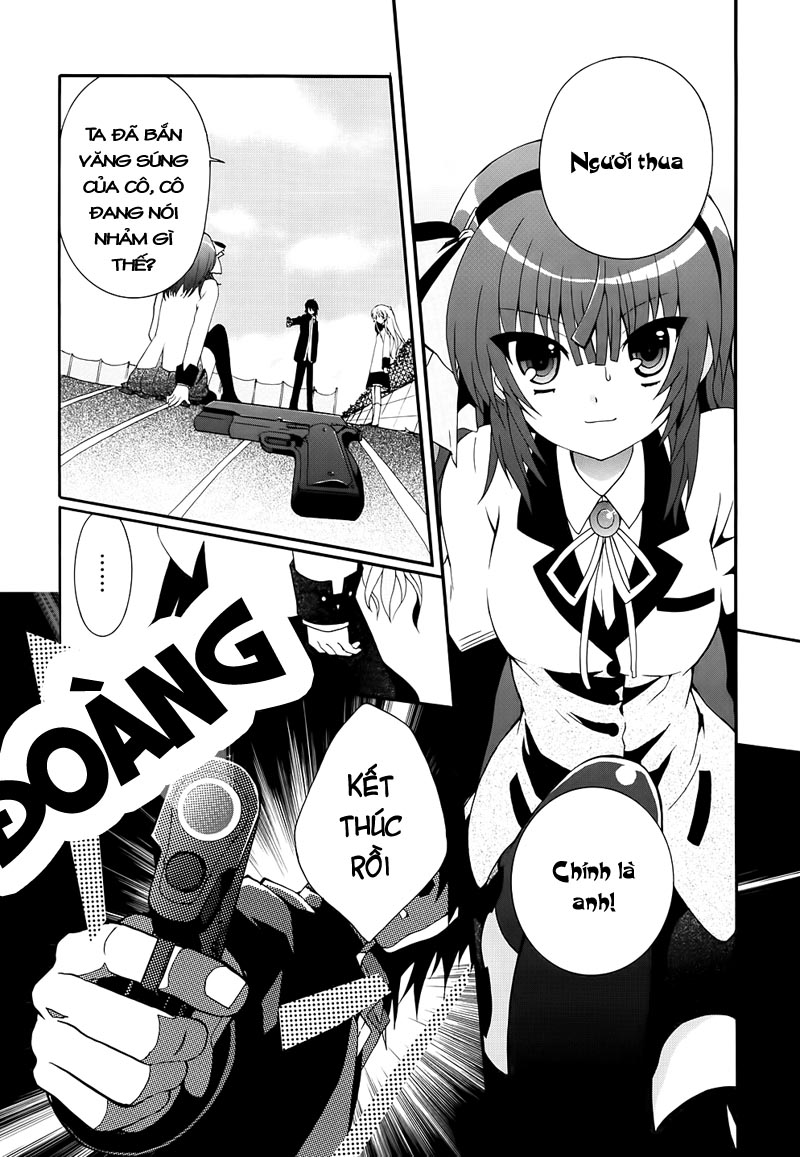 Người thua
Chính là
anh!
TA ĐÃ BẮN
VĂNG SÚNG
CỦA CÔ, CÔ
ĐANG NÓI
NHẢM GÌ
THẾ?
......
KẾT
THÚC
RỒI
ĐOÀNG